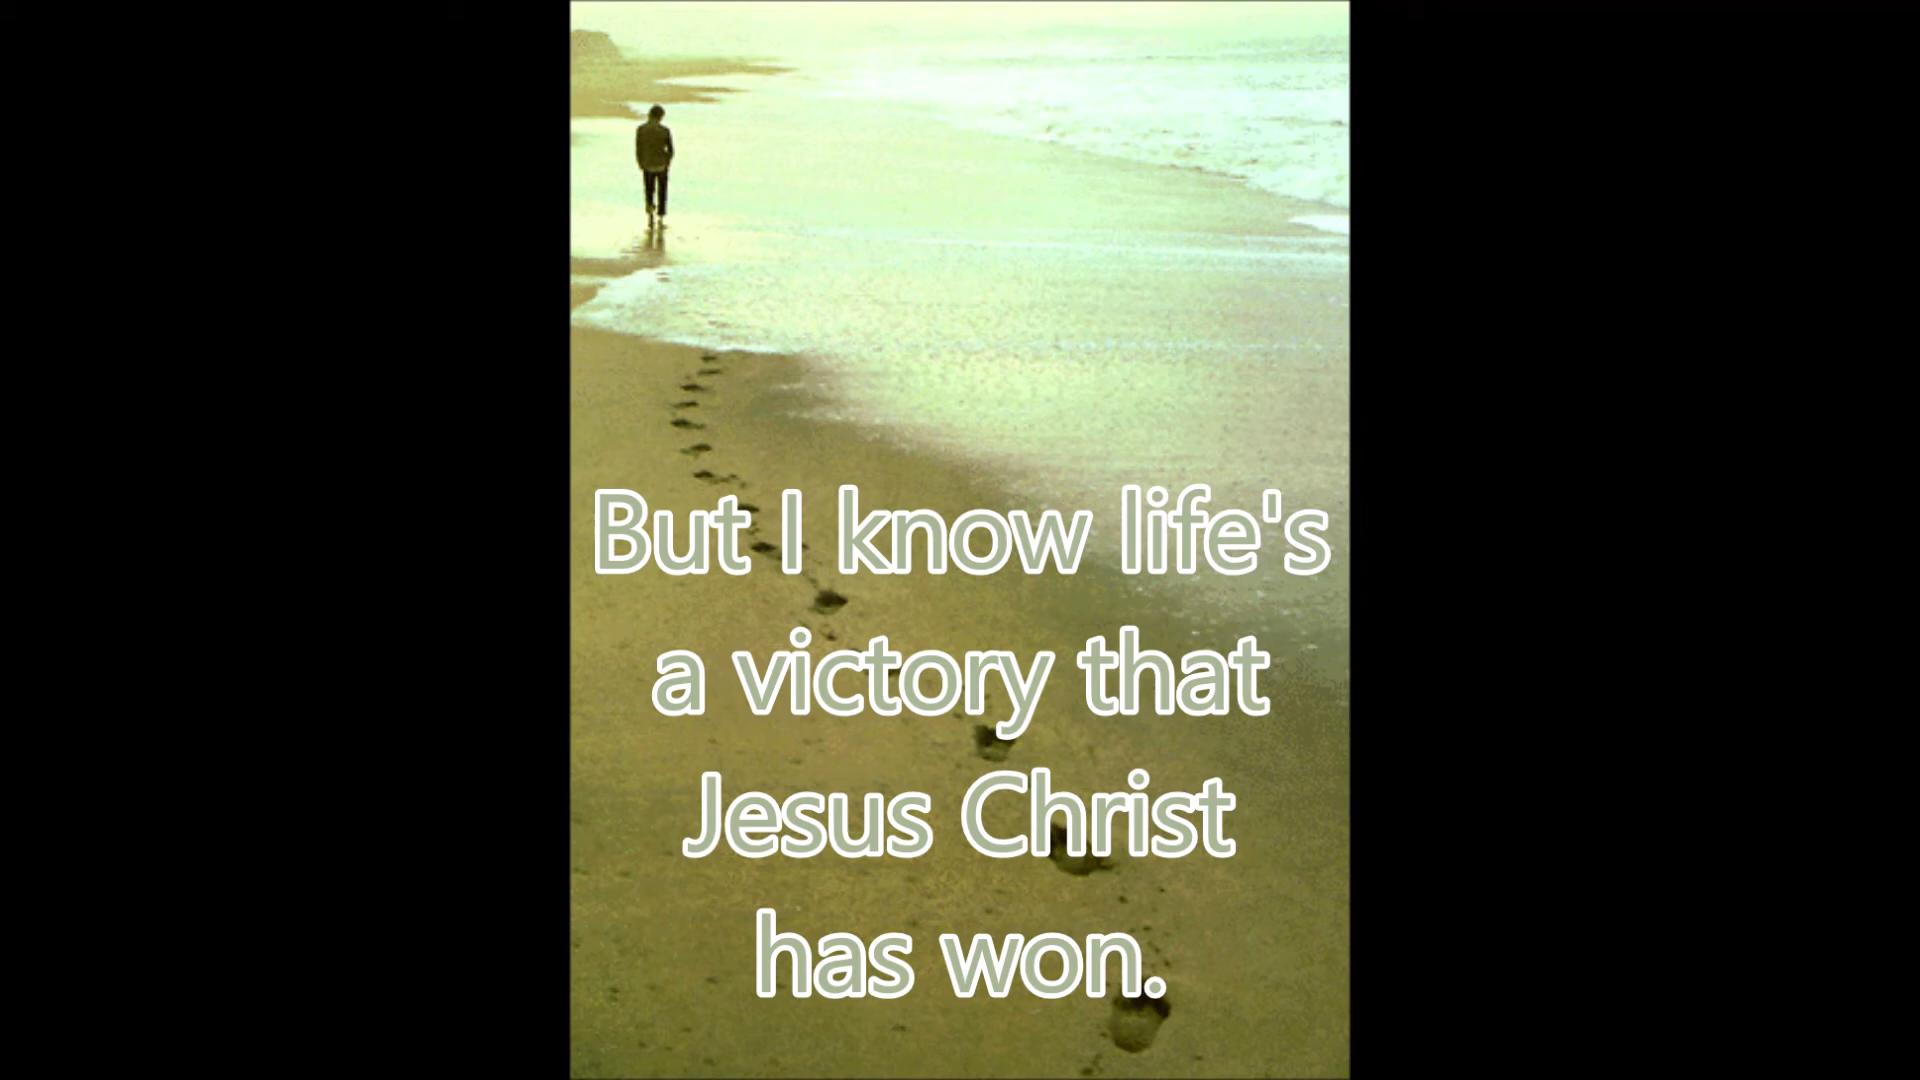 But I know life's
a victory that
Jesus Christ
has won.